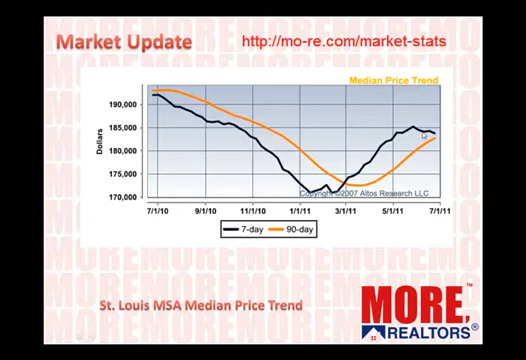 Market Update
http://mo-re.com/market-stats
Median Price Trend
190,000
185,000
180,000
175,000
170,000
Dollars
Copyright ©2007 Altos Research LLC
7/1/10
9/1/10
11/1/10
1/1/11
3/1/11
5/1/11
7/1/11
7-day
90-day
St. Louis MSA Median Price Trend
MORE,
REALTORS
TM